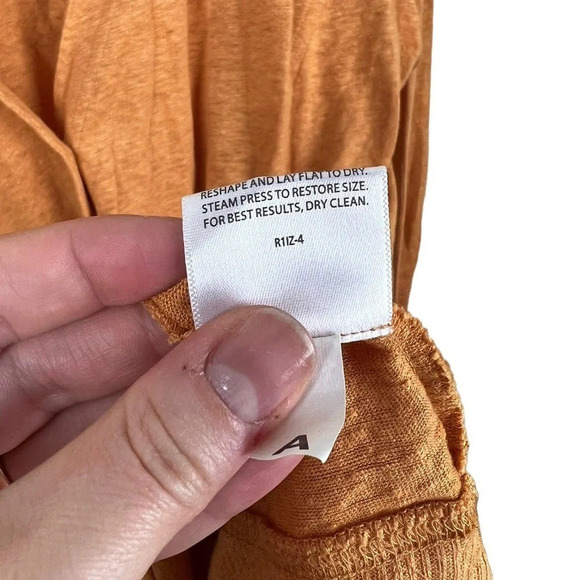 RESHAPE AND LAY FLAT TO DRY.
STEAM PRESS TO RESTORE SIZE.
FOR BEST RESULTS, DRY CLEAN.
R1IZ-4
A